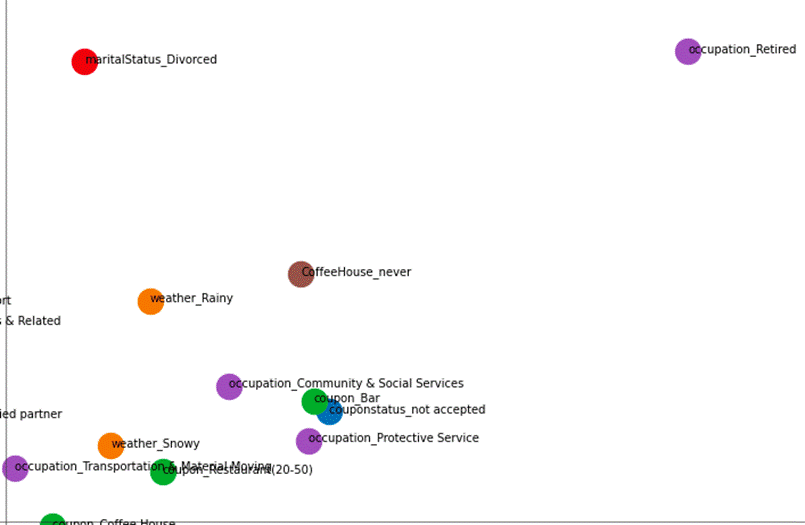 occupation_Retired
maritalStatus_Divorced
CoffeeHouse_never
weather_Rainy
ort
s & Related
occupation_Community & Social Services
coupon_Bar
couponstatus_not accepted
ied partner
occupation_Protective Service
weather_Snowy
occupation_Transportation & Material Moving
coupon_Restaurant(20-50)
coupon_Coffee House